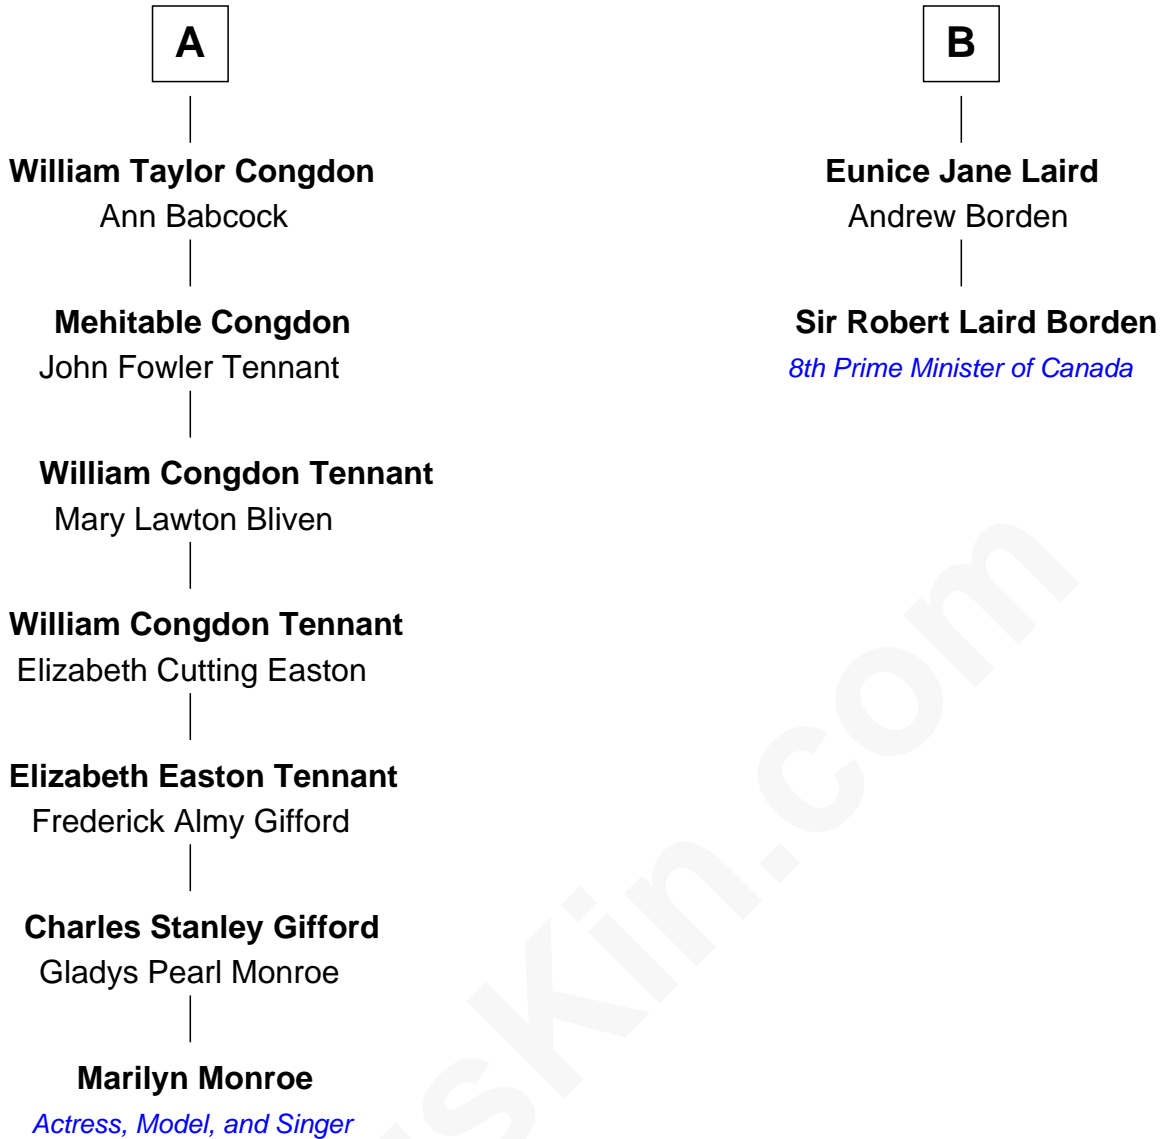 A
William Taylor Congdon
Ann Babcock
Mehitable Congdon
John Fowler Tennant
William Congdon Tennant
Mary Lawton Bliven
William Congdon Tennant
Elizabeth Cutting Easton
Elizabeth Easton Tennant
Frederick Almy Gifford
Charles Stanley Gifford
Gladys Pearl Monroe
Marilyn Monroe
Actress, Model, and Singer
B
Eunice Jane Laird
Andrew Borden
Sir Robert Laird Borden
8th Prime Minister of Canada
usKin.com